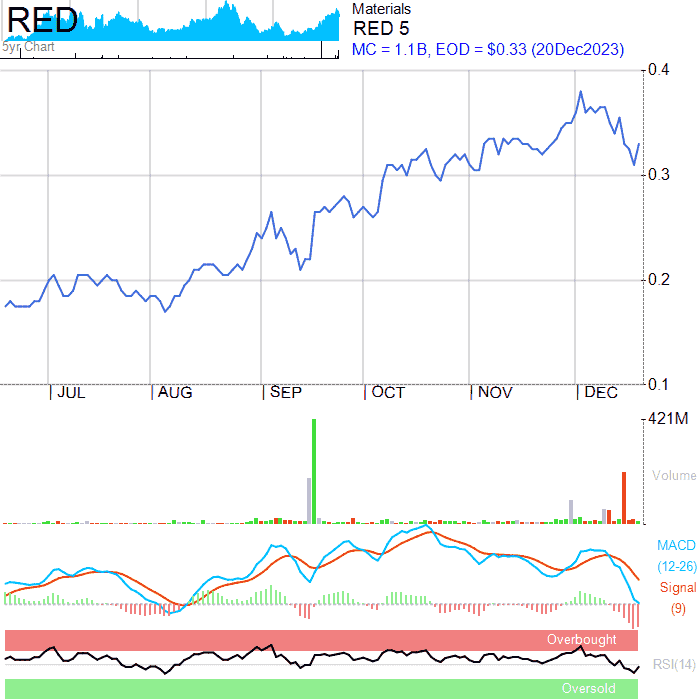 RED
5yr Chart
Materials
RED 5
MC = 1.1B, EOD = $0.33 (20Dec2023)
0.4
0.3
0.2
0.1
JUL AUG SEP OCT NOV DEC
421M
Volume
MACD
(12-26)
Signal
(9)
Overbought
RSI(14)
Oversold